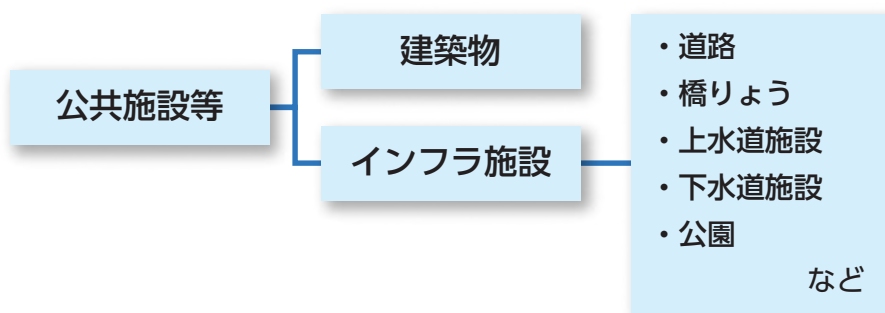 公共施設等
建築物
インフラ施設
・道路
・橋りょう
・上水道施設
・下水道施設
・公園
など